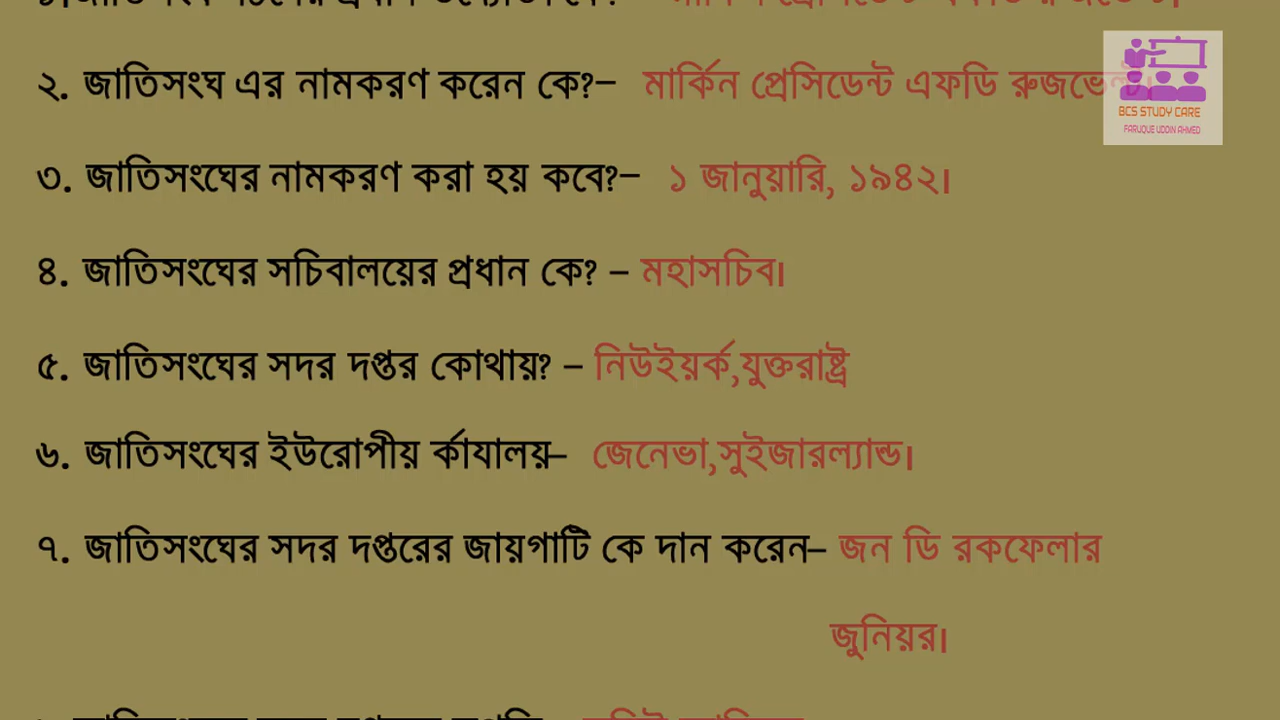 ২. জাতিসংঘ এর নামকরণ করেন কে?– মার্কিন প্রেসিডেন্ট এফডি রুজভেল্ট।
BCS STUDY CARE
FARUQUE UDDIN AHMED
৩. জাতিসংঘের নামকরণ করা হয় কবে?– ১ জানুয়ারি, ১৯৪২।
৪. জাতিসংঘের সচিবালয়ের প্রধান কে? – মহাসচিব।
৫. জাতিসংঘের সদর দপ্তর কোথায়? – নিউইয়র্ক,যুক্তরাষ্ট্র
৬. জাতিসংঘের ইউরোপীয় র্কাযালয়– জেনেভা,সুইজারল্যান্ড।
৭. জাতিসংঘের সদর দপ্তরের জায়গাটি কে দান করেন– জন ডি রকফেলার
জুনিয়র।